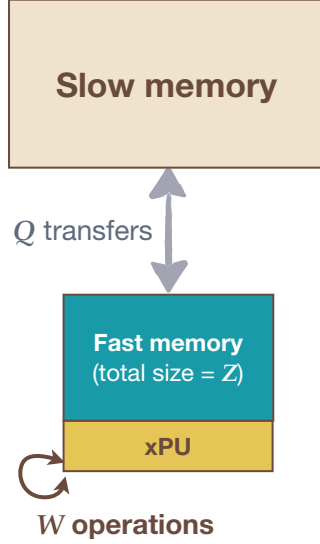 Slow memory
Q transfers
Fast memory
(total size = Z)
xPU
W operations